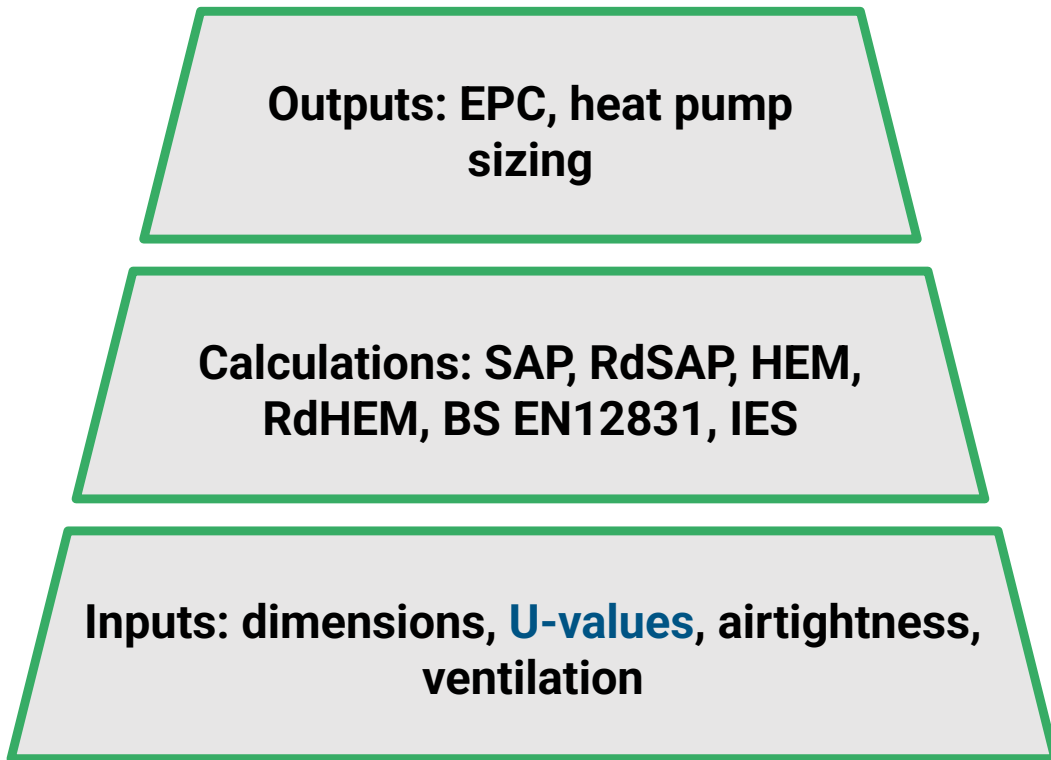 Outputs: EPC, heat pump
sizing
Calculations: SAP, RdSAP, HEM,
RdHEM, BS EN12831, IES
Inputs: dimensions, U-values, airtightness,
ventilation